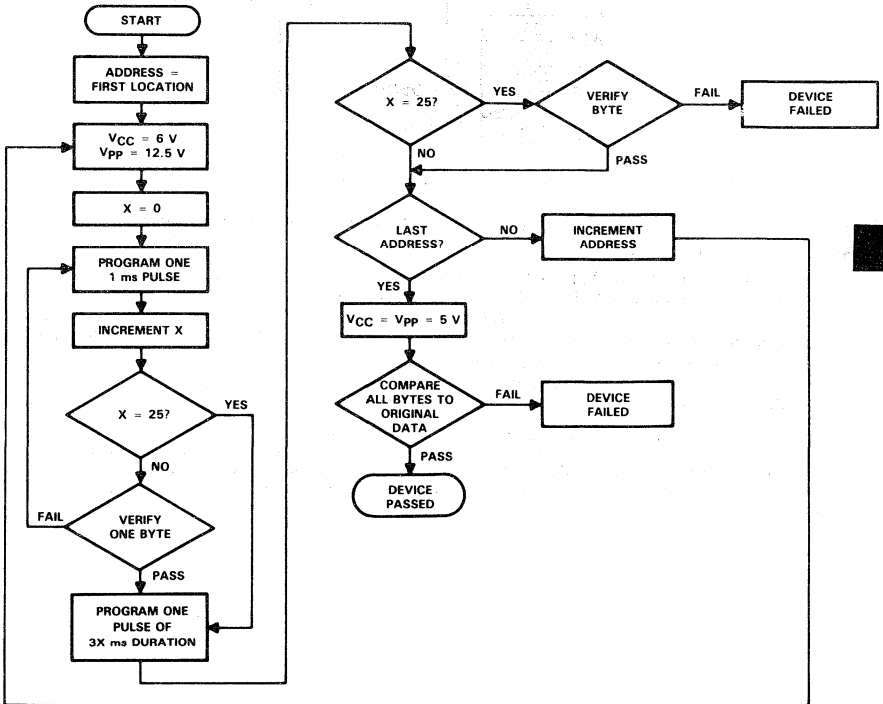 START
ADDRESS =
FIRST LOCATION
VCC = 6 V
VPP = 12.5 V
X = 0
PROGRAM ONE
1 ms PULSE
INCREMENT X
X = 25?
YES
NO
VERIFY
ONE BYTE
FAIL
PASS
PROGRAM ONE
PULSE OF
3X ms DURATION
X = 25?
YES
NO
VERIFY
BYTE
FAIL
PASS
DEVICE
FAILED
LAST
ADDRESS?
NO
YES
INCREMENT
ADDRESS
VCC = VPP = 5 V
COMPARE
ALL BYTES TO
ORIGINAL
DATA
FAIL
PASS
DEVICE
FAILED
DEVICE
PASSED